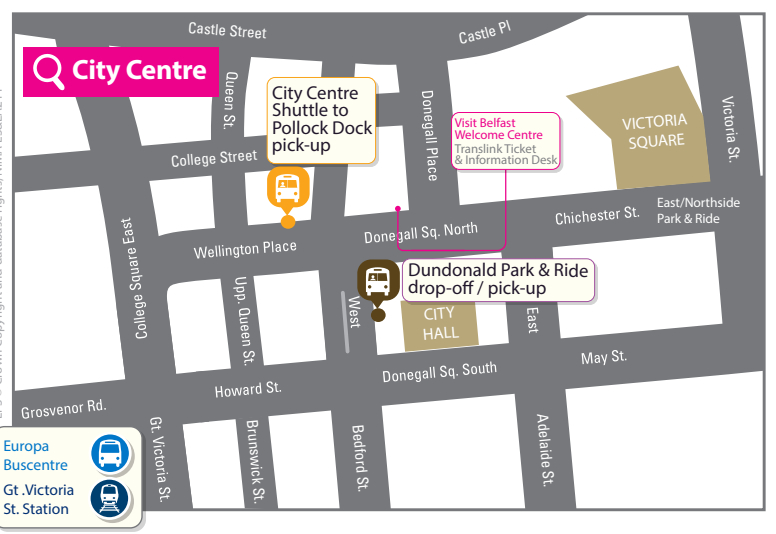 Castle Street
Castle Pl
City Centre
Queen St.
City Centre
Shuttle to
Pollock Dock
pick-up
Donegall Place
Visit Belfast
Welcome Centre
Translink Ticket
& Information Desk
VICTORIA
SQUARE
Victoria St.
College Street
College Square East
Wellington Place
Donegall Sq. North
Chichester St.
East/Northside
Park & Ride
Dundonald Park & Ride
drop-off / pick-up
Upp. Queen St.
West
CITY
HALL
East
Donegall Sq. South
May St.
Howard St.
Grosvenor Rd.
Gt. Victoria St.
Brunswick St.
Bedford St.
Adelaide St.
Europa
Buscentre
Gt .Victoria
St. Station